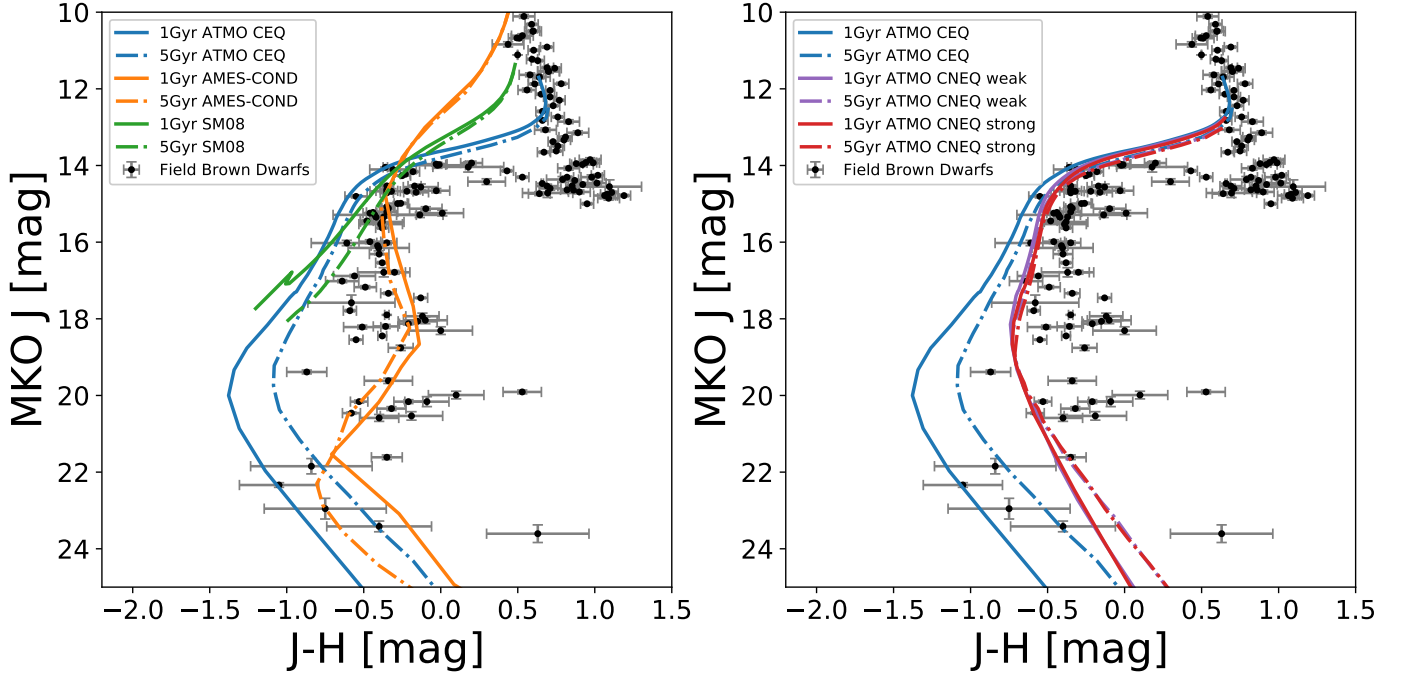 1Gyr ATMO CEQ
5Gyr ATMO CEQ
1Gyr AMES-COND
5Gyr AMES-COND
1Gyr SM08
5Gyr SM08
Field Brown Dwarfs
10
12
14
16
18
20
22
24
MKO J [mag]
−2.0 −1.5 −1.0 −0.5 0.0 0.5 1.0 1.5
J-H [mag]
1Gyr ATMO CEQ
5Gyr ATMO CEQ
1Gyr ATMO CNEQ weak
5Gyr ATMO CNEQ weak
1Gyr ATMO CNEQ strong
5Gyr ATMO CNEQ strong
Field Brown Dwarfs
10
12
14
16
18
20
22
24
MKO J [mag]
−2.0 −1.5 −1.0 −0.5 0.0 0.5 1.0 1.5
J-H [mag]